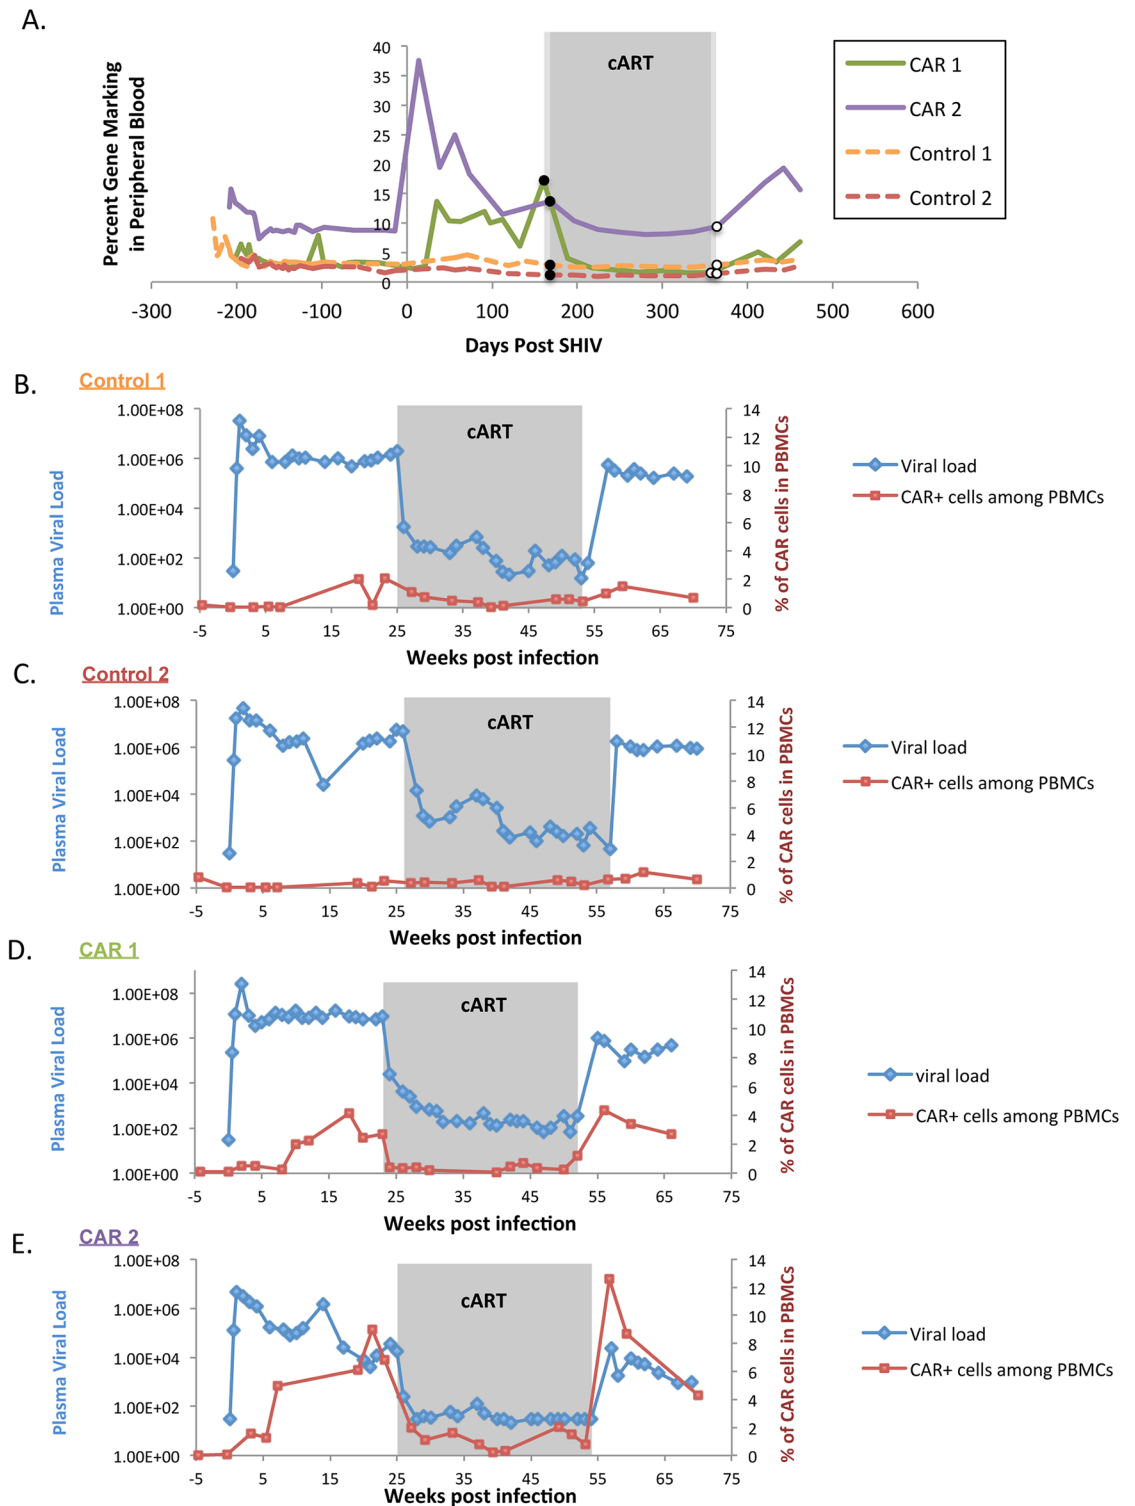 A.
Percent Gene Marking
in Peripheral Blood
40
35
30
25
20
15
10
5
0
-300 -200 -100 0 100 200 300 400 500 600
Days Post SHIV
cART
CAR 1
CAR 2
Control 1
Control 2
B.
Control 1
Plasma Viral Load
1.00E+08
1.00E+06
1.00E+04
1.00E+02
1.00E+00
cART
14
12
10
8
6
4
2
0
% of CAR cells in PBMCs
-5 5 15 25 35 45 55 65 75
Weeks post infection
Viral load
CAR+ cells among PBMCs
C.
Control 2
Plasma Viral Load
1.00E+08
1.00E+06
1.00E+04
1.00E+02
1.00E+00
cART
14
12
10
8
6
4
2
0
% of CAR cells in PBMCs
-5 5 15 25 35 45 55 65 75
Weeks post infection
Viral load
CAR+ cells among PBMCs
D.
CAR 1
Plasma Viral Load
1.00E+08
1.00E+06
1.00E+04
1.00E+02
1.00E+00
cART
14
12
10
8
6
4
2
0
% of CAR cells in PBMCs
-5 5 15 25 35 45 55 65 75
Weeks post infection
viral load
CAR+ cells among PBMCs
E.
CAR 2
Plasma Viral Load
1.00E+08
1.00E+06
1.00E+04
1.00E+02
1.00E+00
cART
14
12
10
8
6
4
2
0
% of CAR cells in PBMCs
-5 5 15 25 35 45 55 65 75
Weeks post infection
Viral load
CAR+ cells among PBMCs